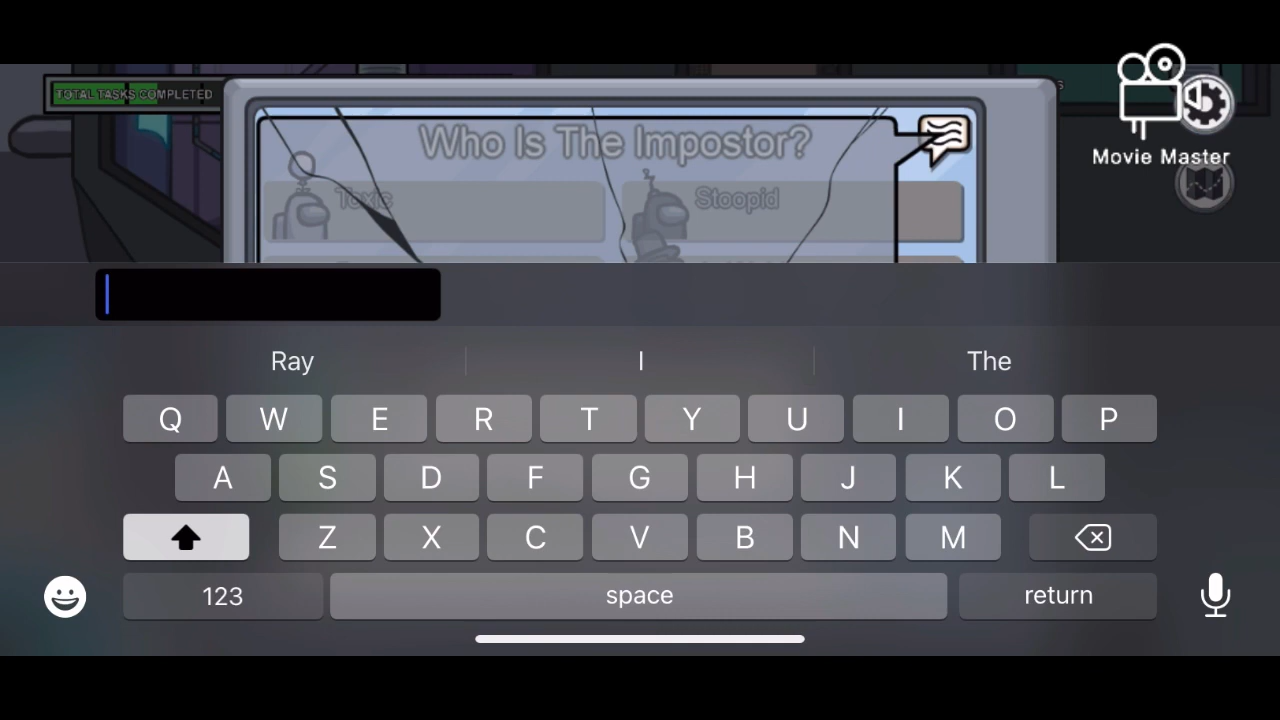 TOTAL TASKS COMPLETED
Movie Master
Who Is The Impostor?
Toxic
Stoopid
Ray
I
The
Q W E R T Y U I O P
A S D F G H J K L
Z X C V B N M
123
space
return